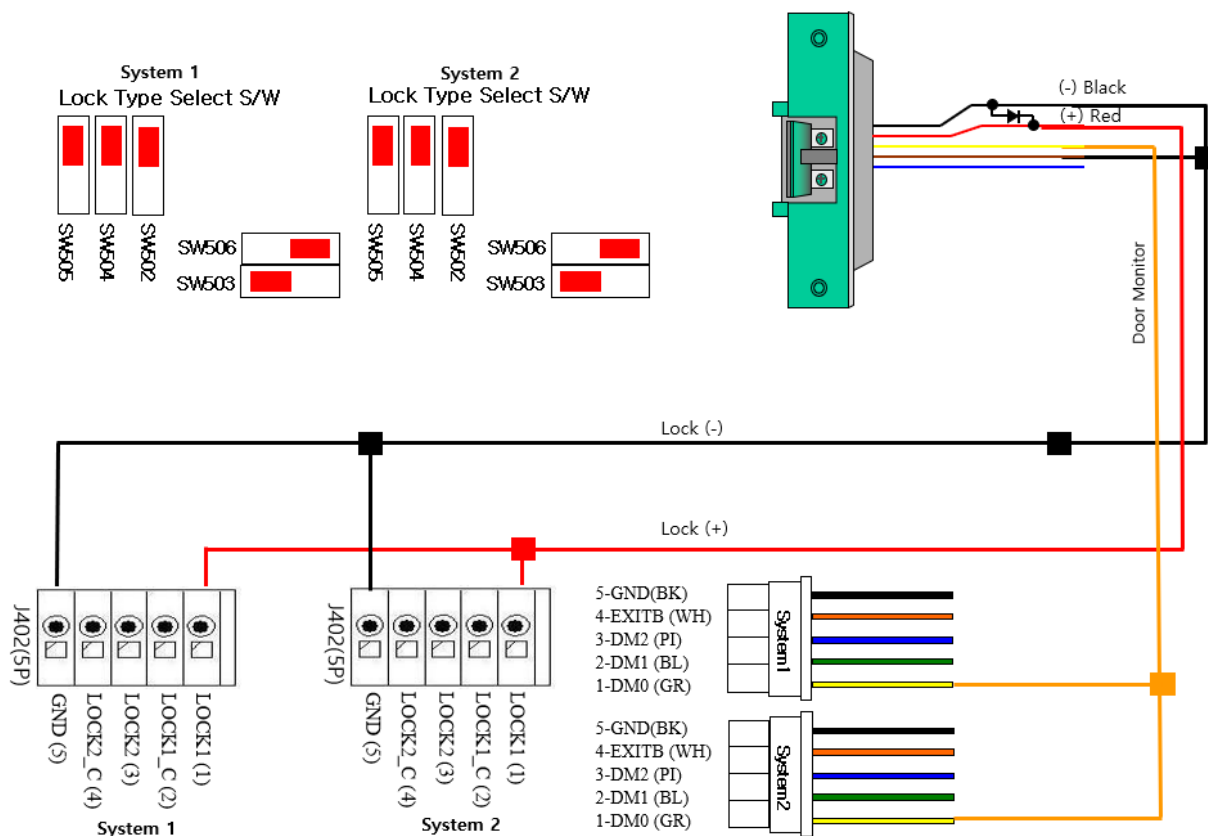 System 1
Lock Type Select S/W
SW505
SW504
SW502
SW506
SW503
System 2
Lock Type Select S/W
SW505
SW504
SW502
SW506
SW503
(-) Black
(+) Red
Door Monitor
Lock (-)
Lock (+)
J402(5P)
GND (5)
LOCK2_C (4)
LOCK2 (3)
LOCK1_C (2)
LOCK1 (1)
System 1
J402(5P)
GND (5)
LOCK2_C (4)
LOCK2 (3)
LOCK1_C (2)
LOCK1 (1)
System 2
5-GND(BK)
4-EXITB (WH)
3-DM2 (PI)
2-DM1 (BL)
1-DM0 (GR)
System1
5-GND(BK)
4-EXITB (WH)
3-DM2 (PI)
2-DM1 (BL)
1-DM0 (GR)
System2